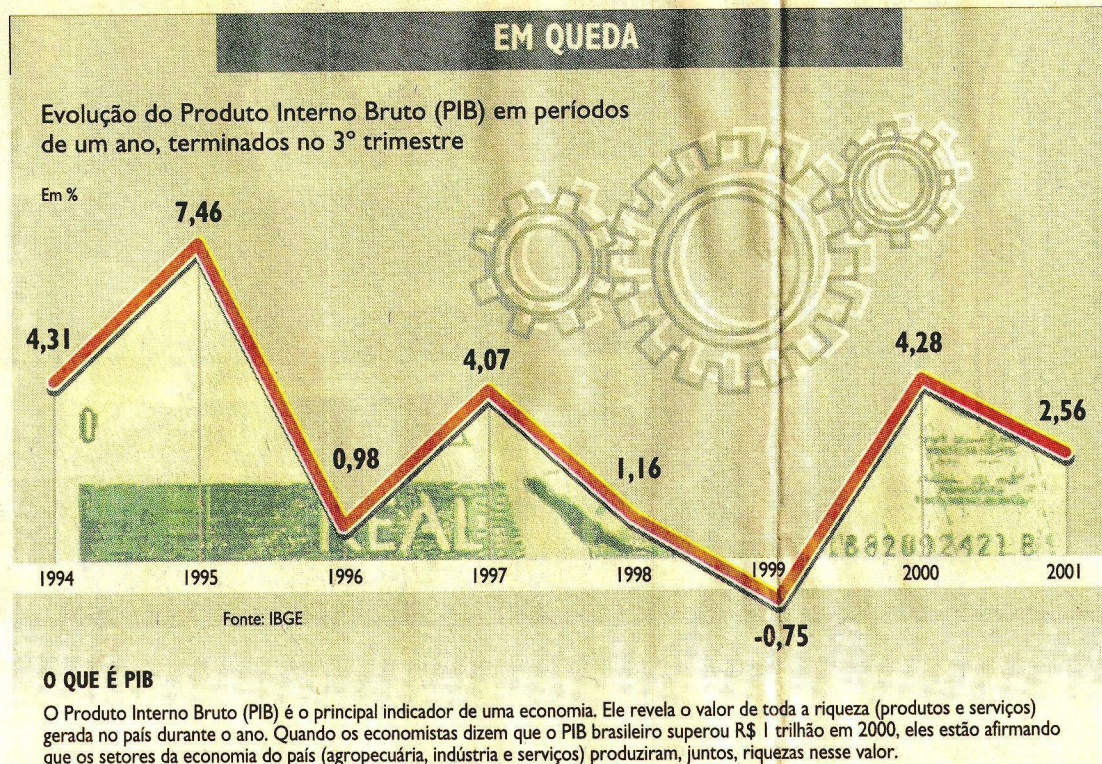 EM QUEDA
Evolução do Produto Interno Bruto (PIB) em períodos
de um ano, terminados no 3º trimestre
Em %
7,46
4,31
4,07
4,28
2,56
0,98
1,16
-0,75
0
REAL
1994 1995 1996 1997 1998 1999 2000 2001
Fonte: IBGE
O QUE É PIB
O Produto Interno Bruto (PIB) é o principal indicador de uma economia. Ele revela o valor de toda a riqueza (produtos e serviços)
gerada no país durante o ano. Quando os economistas dizem que o PIB brasileiro superou R$ 1 trilhão em 2000, eles estão afirmando
que os setores da economia do país (agropecuária, indústria e serviços) produziram, juntos, riquezas nesse valor.